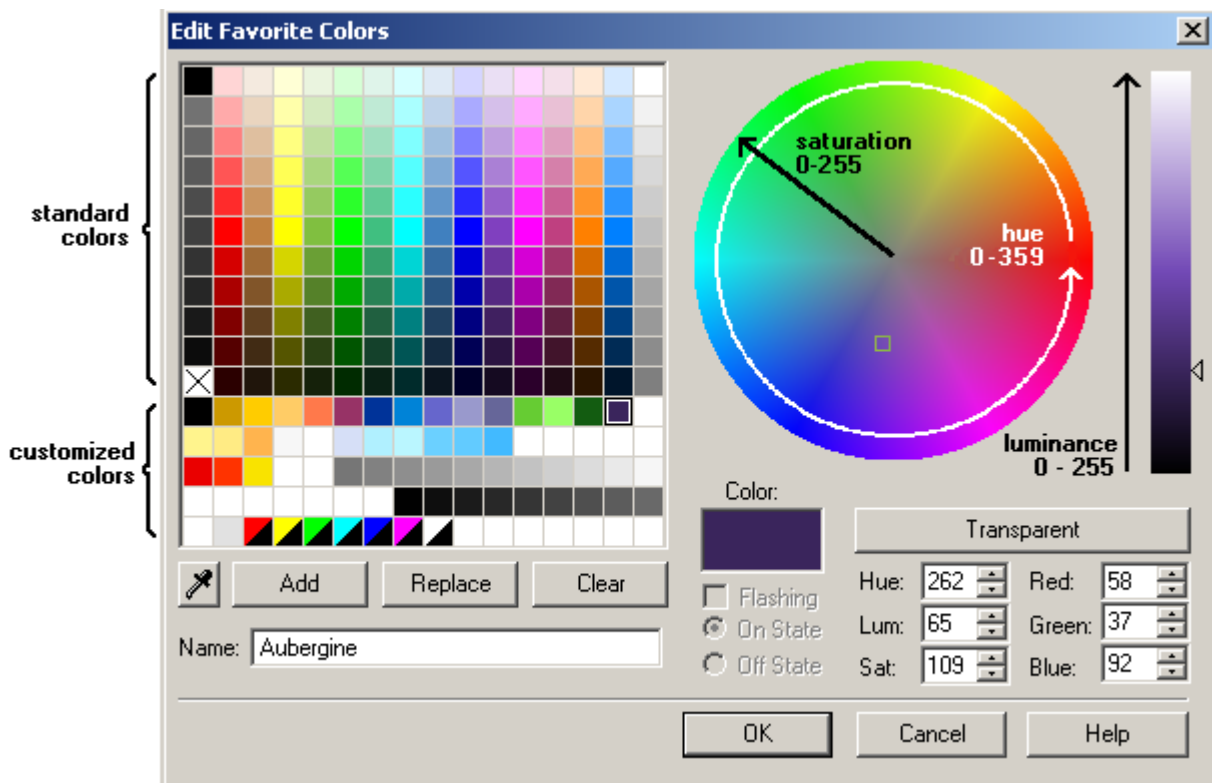 Edit Favorite Colors
standard
colors
customized
colors
saturation
0-255
hue
0-359
luminance
0 - 255
Color:
Transparent
Add
Replace
Clear
Flashing
On State
Off State
Hue: 262
Red: 58
Lum: 65
Green: 37
Sat: 109
Blue: 92
Name: Aubergine
OK
Cancel
Help